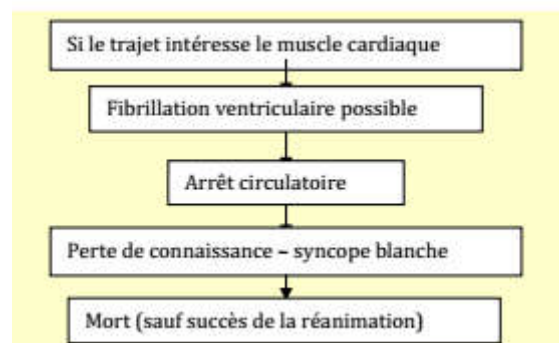 Si le trajet intéresse le muscle cardiaque
Fibrillation ventriculaire possible
Arrêt circulatoire
Perte de connaissance – syncope blanche
Mort (sauf succès de la réanimation)